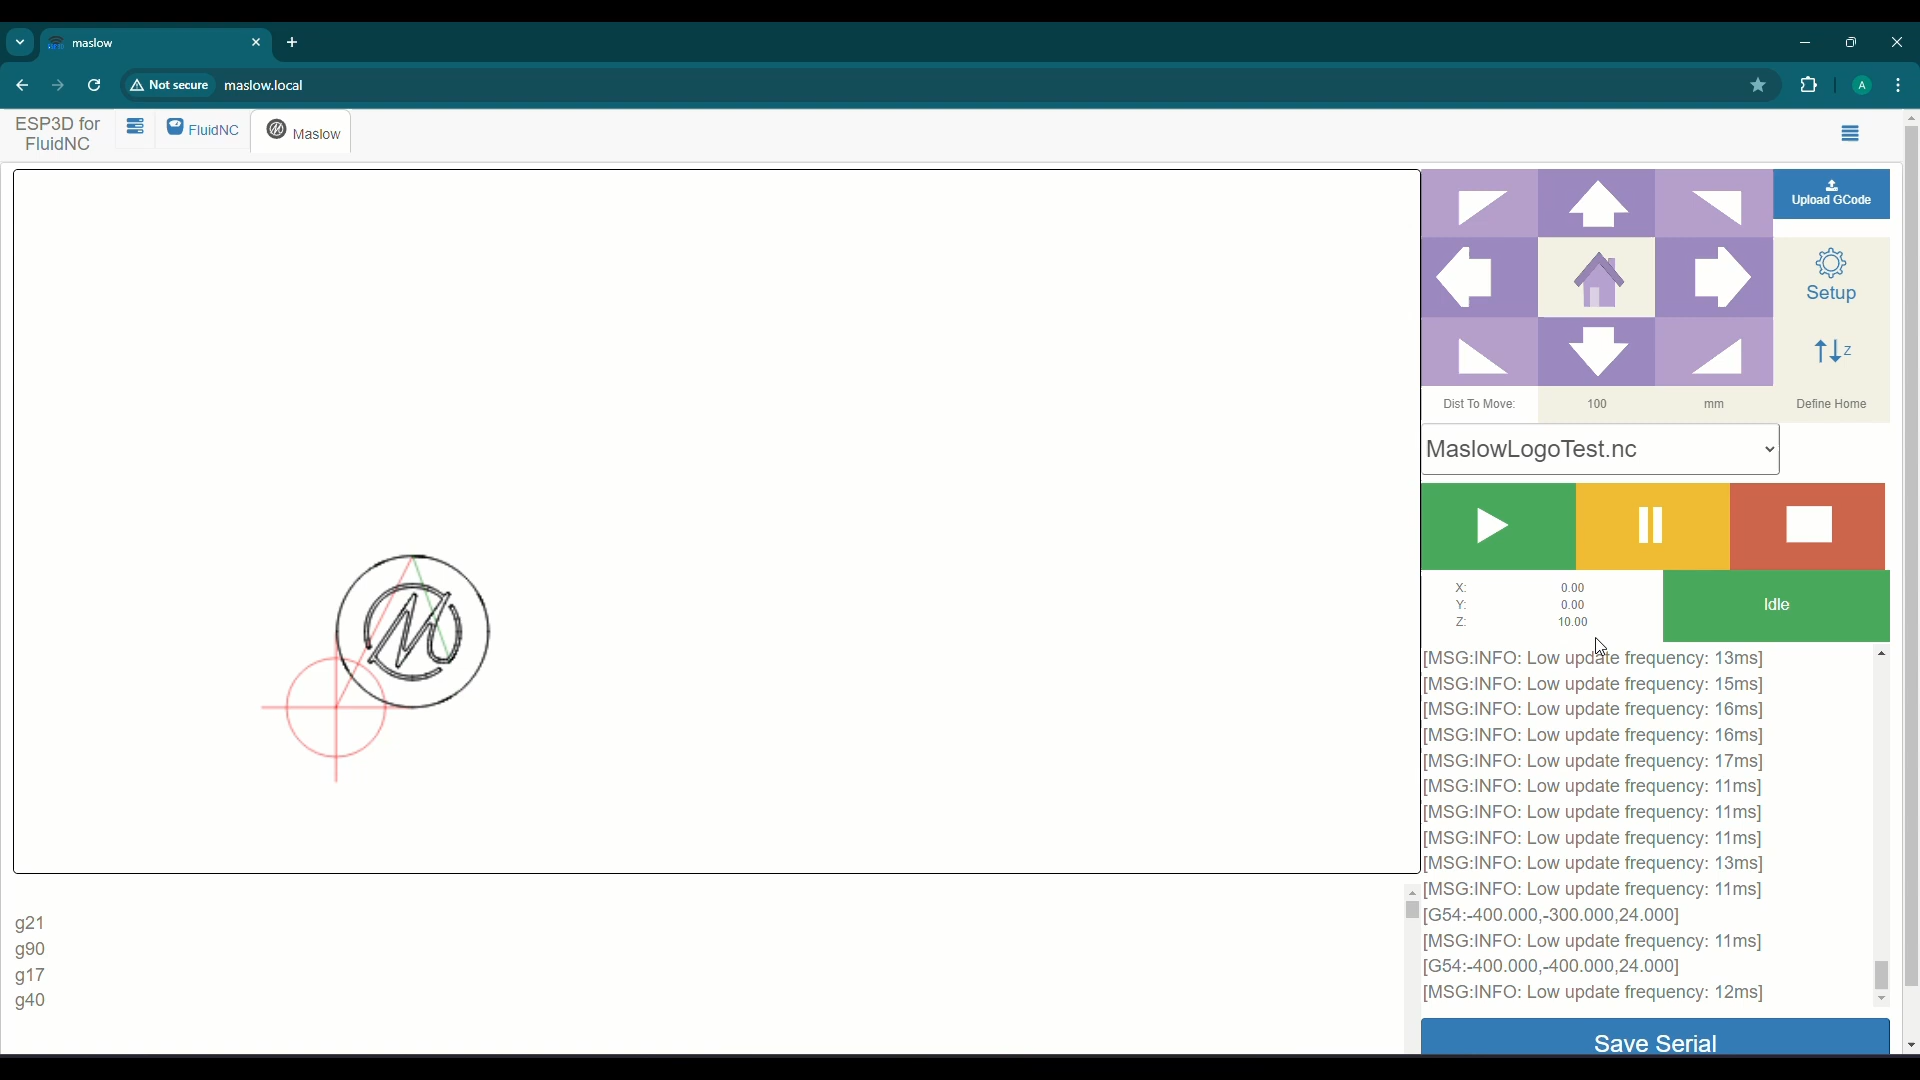 maslow
Not secure
maslow.local
A
ESP3D for
FluidNC
FluidNC
Maslow
Upload GCode
Setup
Z
Dist To Move:
100
mm
Define Home
MaslowLogoTest.nc
X: 0.00
Y: 0.00
Z: 10.00
Idle
[MSG:INFO: Low update frequency: 13ms]
[MSG:INFO: Low update frequency: 15ms]
[MSG:INFO: Low update frequency: 16ms]
[MSG:INFO: Low update frequency: 16ms]
[MSG:INFO: Low update frequency: 17ms]
[MSG:INFO: Low update frequency: 11ms]
[MSG:INFO: Low update frequency: 11ms]
[MSG:INFO: Low update frequency: 11ms]
[MSG:INFO: Low update frequency: 13ms]
[MSG:INFO: Low update frequency: 11ms]
[G54:-400.000,-300.000,24.000]
[MSG:INFO: Low update frequency: 11ms]
[G54:-400.000,-400.000,24.000]
[MSG:INFO: Low update frequency: 12ms]
g21
g90
g17
g40
Save Serial